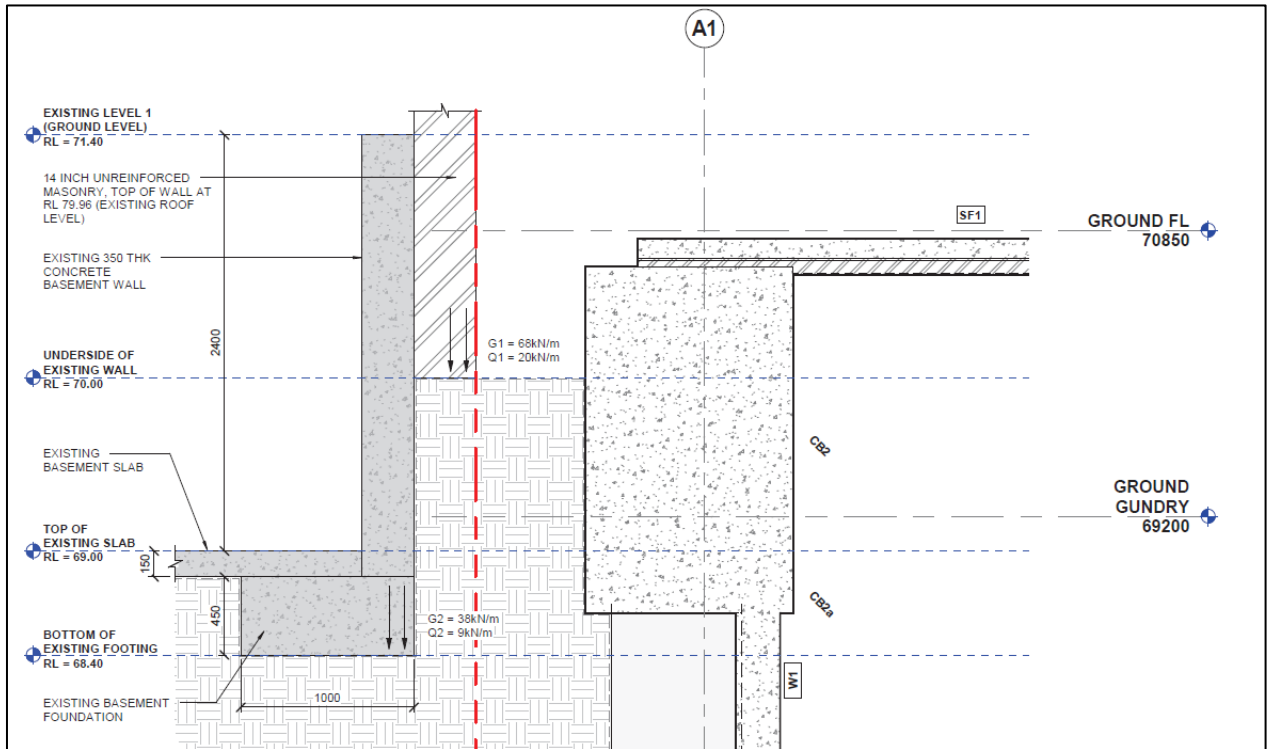 A1
EXISTING LEVEL 1
(GROUND LEVEL)
RL = 71.40
14 INCH UNREINFORCED
MASONRY, TOP OF WALL AT
RL 79.96 (EXISTING ROOF
LEVEL)
SF1
GROUND FL
70850
EXISTING 350 THK
CONCRETE
BASEMENT WALL
2400
G1 = 68kN/m
Q1 = 20kN/m
UNDERSIDE OF
EXISTING WALL
RL = 70.00
CB2
EXISTING
BASEMENT SLAB
GROUND
GUNDRY
69200
TOP OF
EXISTING SLAB
RL = 69.00
150
CB2a
450
G2 = 38kN/m
Q2 = 9kN/m
BOTTOM OF
EXISTING FOOTING
RL = 68.40
W1
1000
EXISTING BASEMENT
FOUNDATION